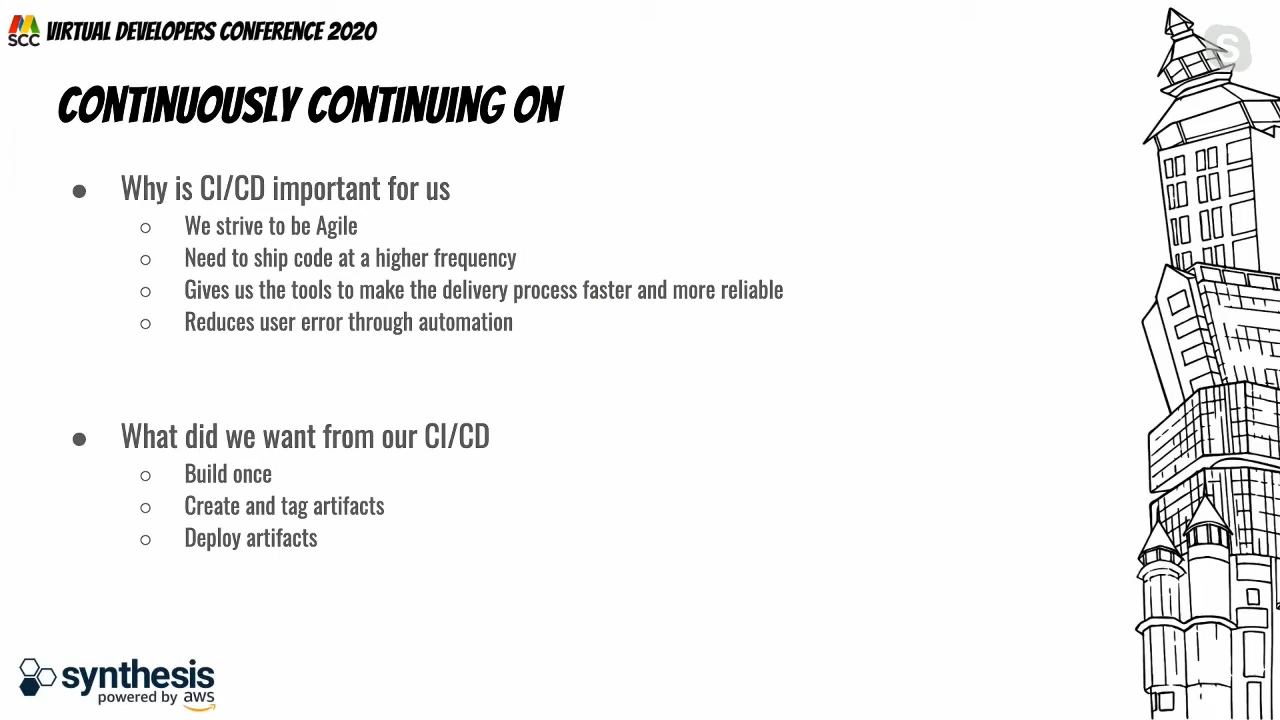 SCC VIRTUAL DEVELOPERS CONFERENCE 2020
S
CONTINUOUSLY CONTINUING ON
● Why is CI/CD important for us
○ We strive to be Agile
○ Need to ship code at a higher frequency
○ Gives us the tools to make the delivery process faster and more reliable
○ Reduces user error through automation
● What did we want from our CI/CD
○ Build once
○ Create and tag artifacts
○ Deploy artifacts
synthesis
powered by aws